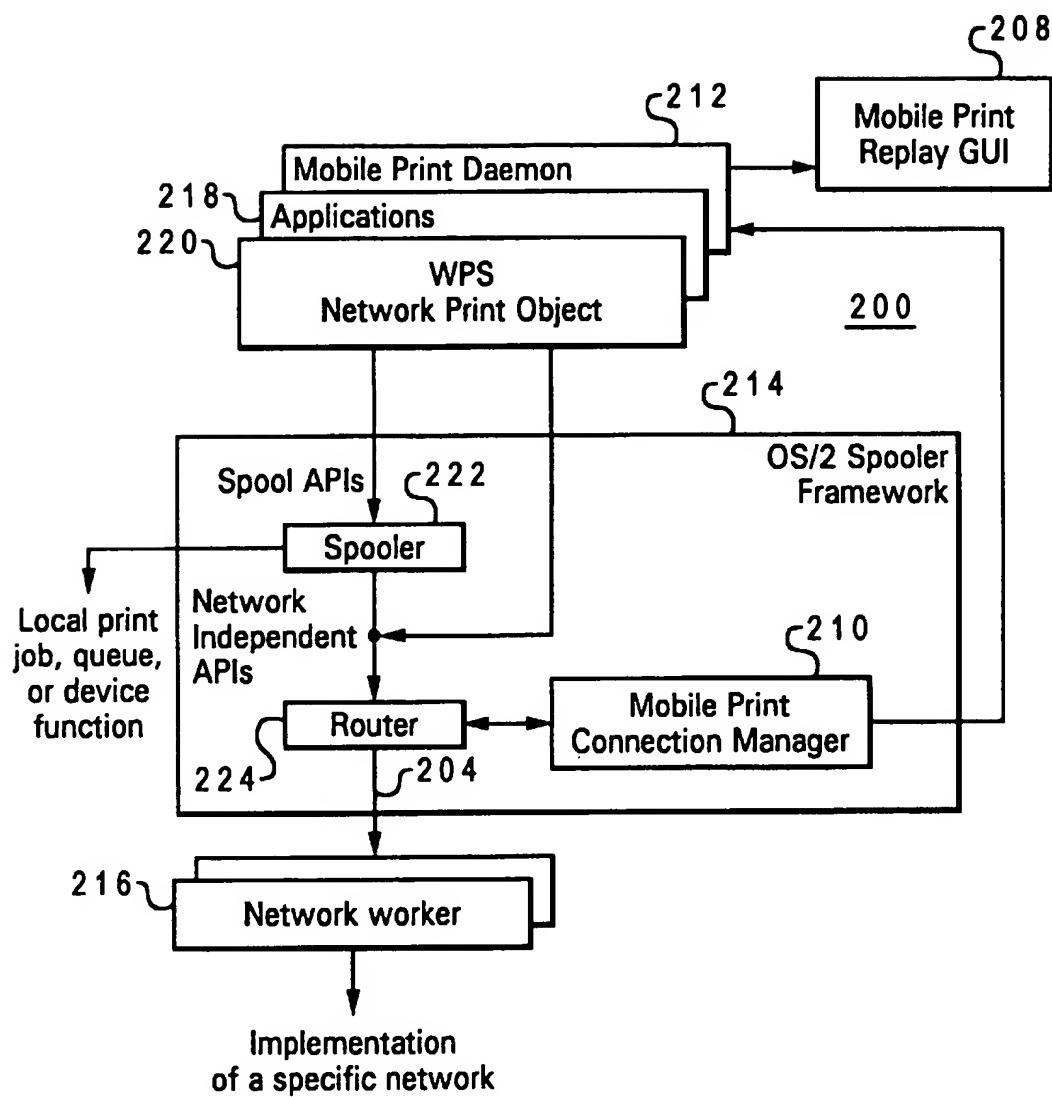 208
Mobile Print
Replay GUI
212
Mobile Print Daemon
218
Applications
220
WPS
Network Print Object
200
214
OS/2 Spooler
Framework
Spool APIs
222
Spooler
Local print
job, queue,
or device
function
Network
Independent
APIs
210
Mobile Print
Connection Manager
Router
224
204
216
Network worker
Implementation
of a specific network